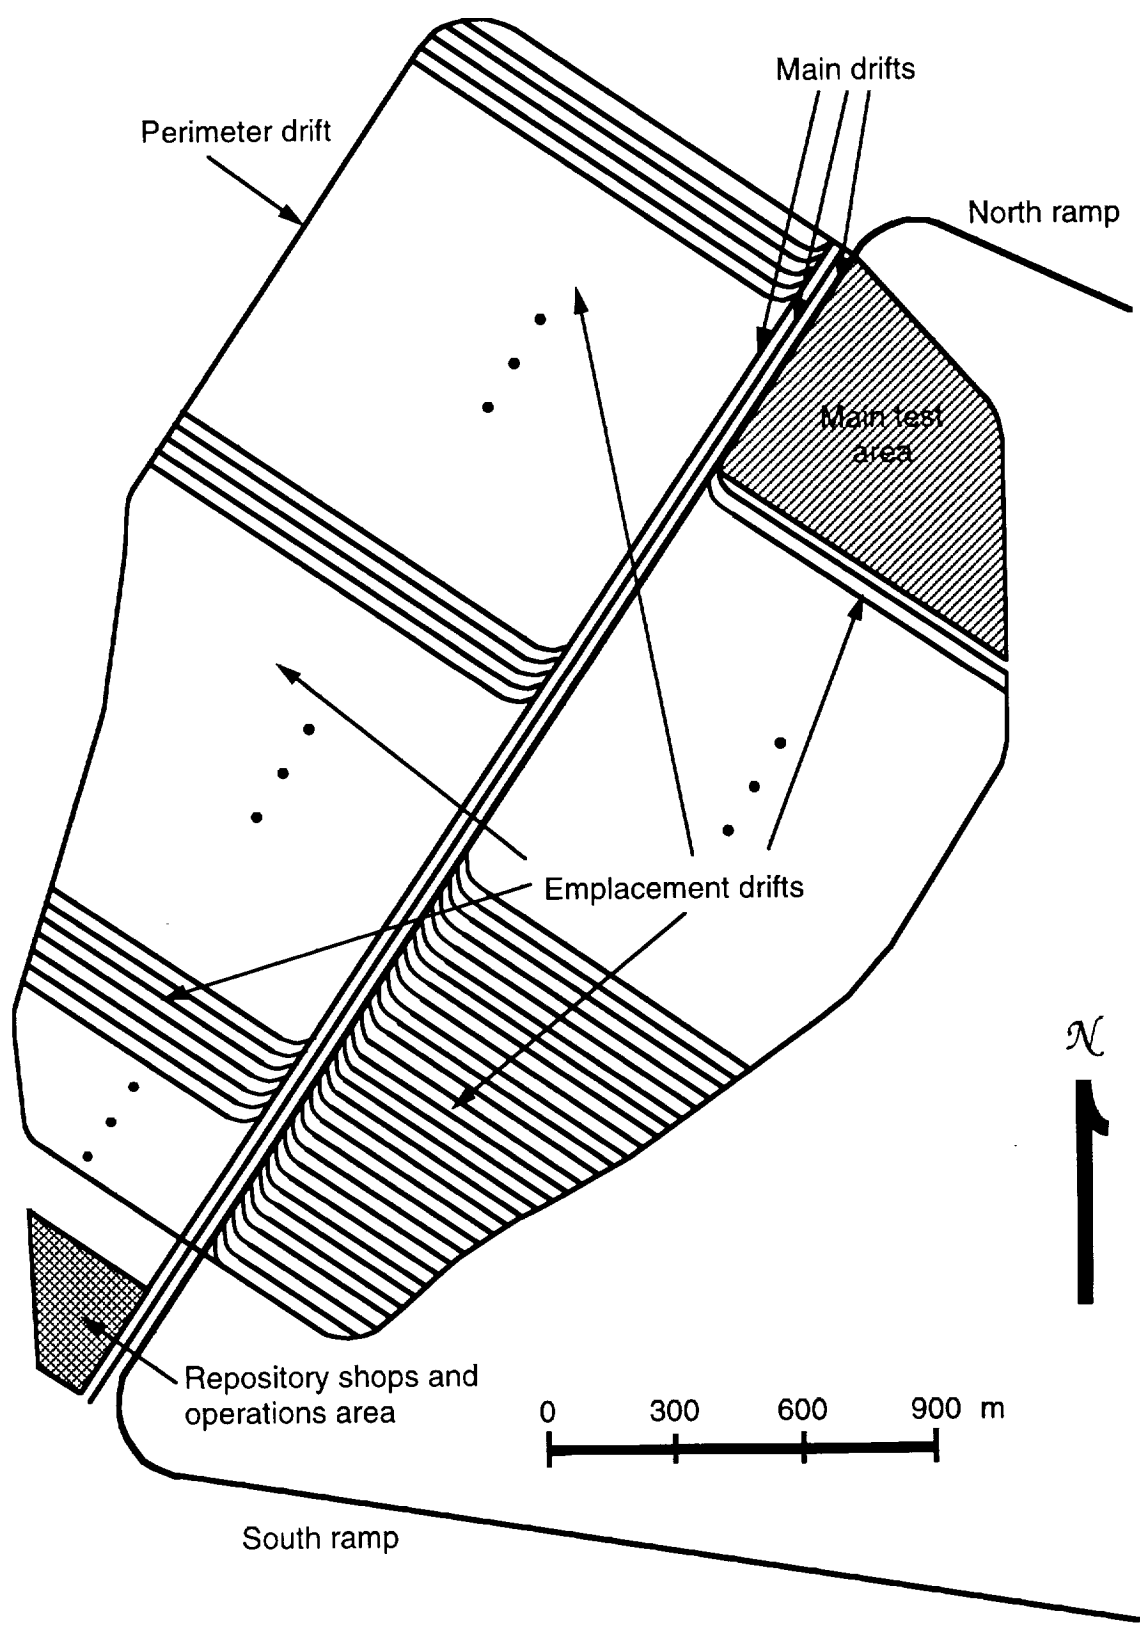 Main drifts
Perimeter drift
North ramp
Main test
area
Emplacement drifts
N
Repository shops and
operations area
0 300 600 900 m
South ramp